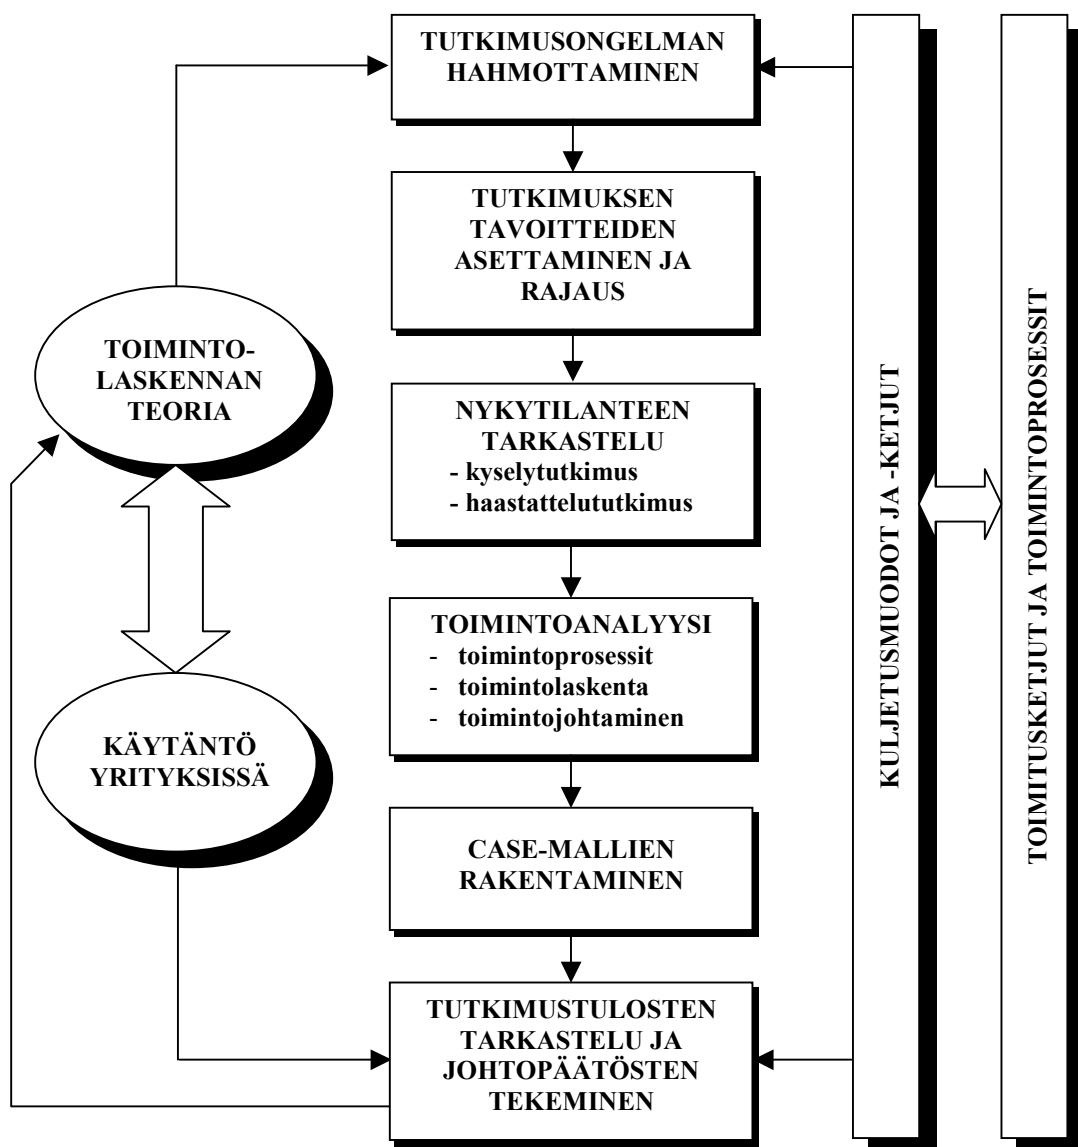 TUTKIMUSONGELMAN
HAHMOTTAMINEN
TUTKIMUKSEN
TAVOITTEIDEN
ASETTAMINEN JA
RAJAUS
TOIMINTO-
LASKENNAN
TEORIA
NYKYTILANTEEN
TARKASTELU
- kyselytutkimus
- haastattelututkimus
TOIMINTOANALYYSI
- toimintoprosessit
- toimintolaskenta
- toimintojohtaminen
KÄYTÄNTÖ
YRITYKSISSÄ
CASE-MALLIEN
RAKENTAMINEN
TUTKIMUSTULOSTEN
TARKASTELU JA
JOHTOPÄÄTÖSTEN
TEKEMINEN
KULJETUSMUODOT JA -KETJUT
TOIMITUSKETJUT JA TOIMINTOPROSESSIT